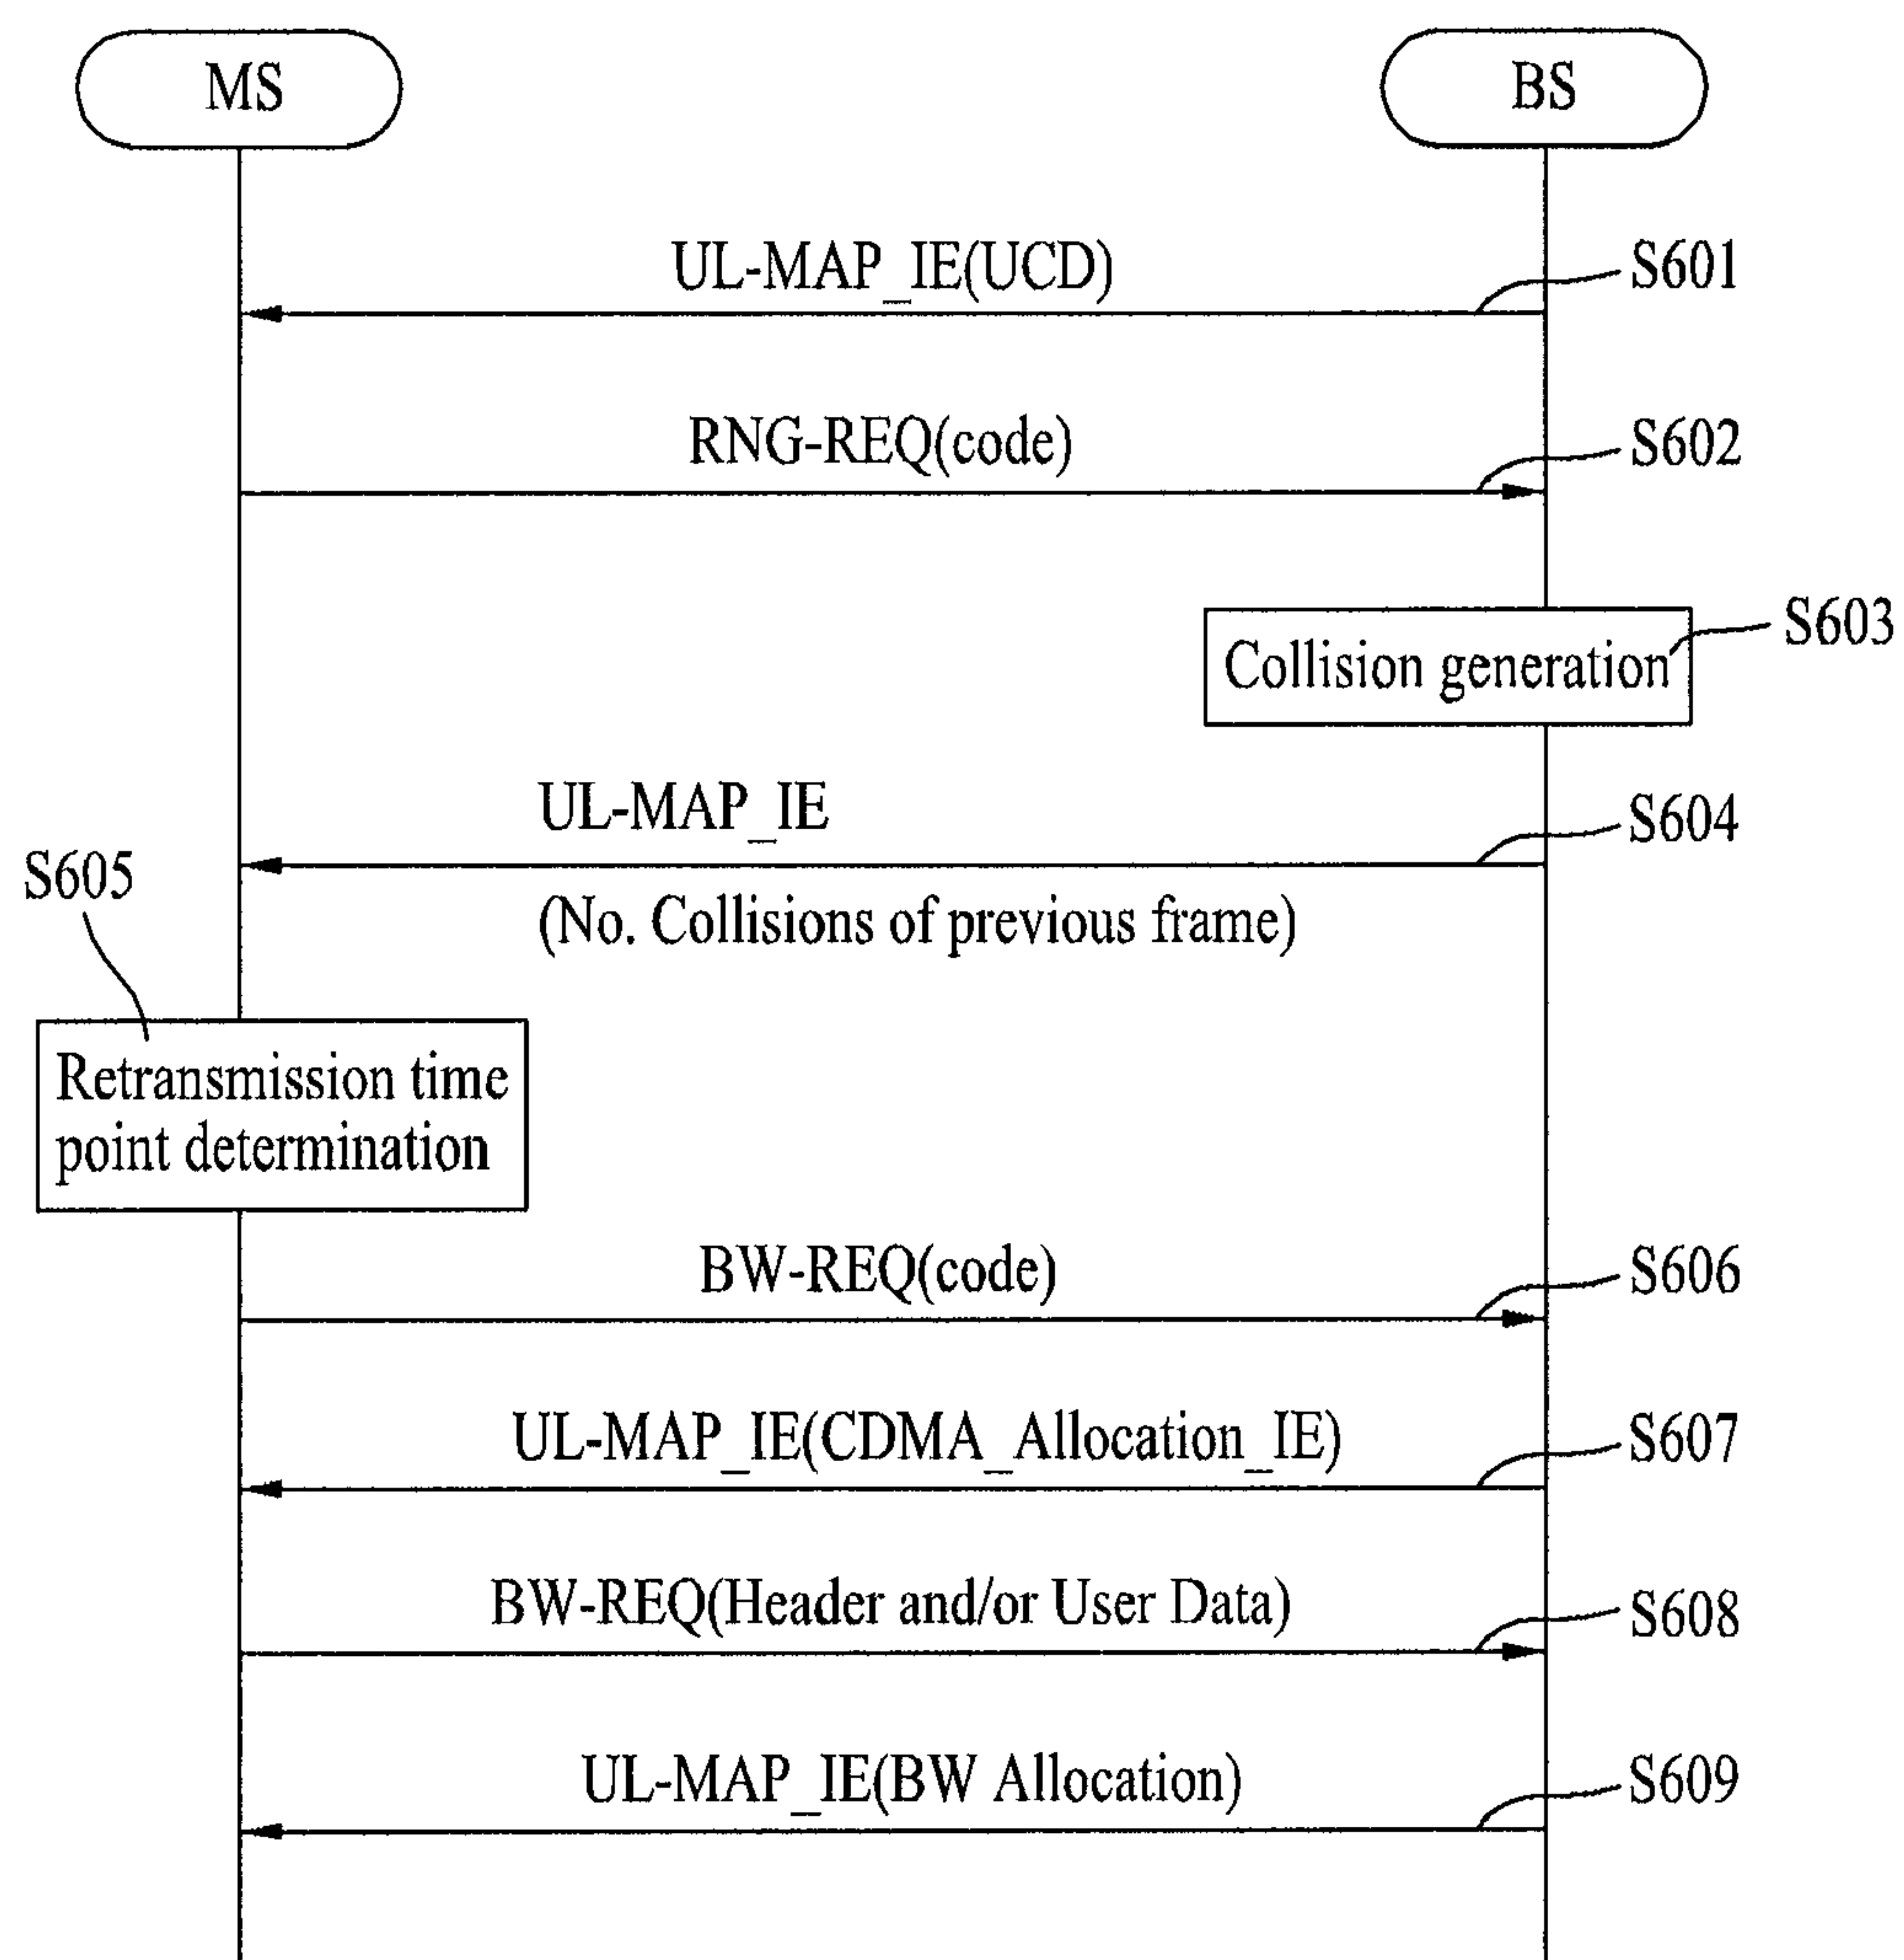 MS
BS
UL-MAP_IE(UCD)
S601
RNG-REQ(code)
S602
Collision generation
S603
UL-MAP_IE
S604
(No. Collisions of previous frame)
S605
Retransmission time
point determination
BW-REQ(code)
S606
UL-MAP_IE(CDMA_Allocation_IE)
S607
BW-REQ(Header and/or User Data)
S608
UL-MAP_IE(BW Allocation)
S609